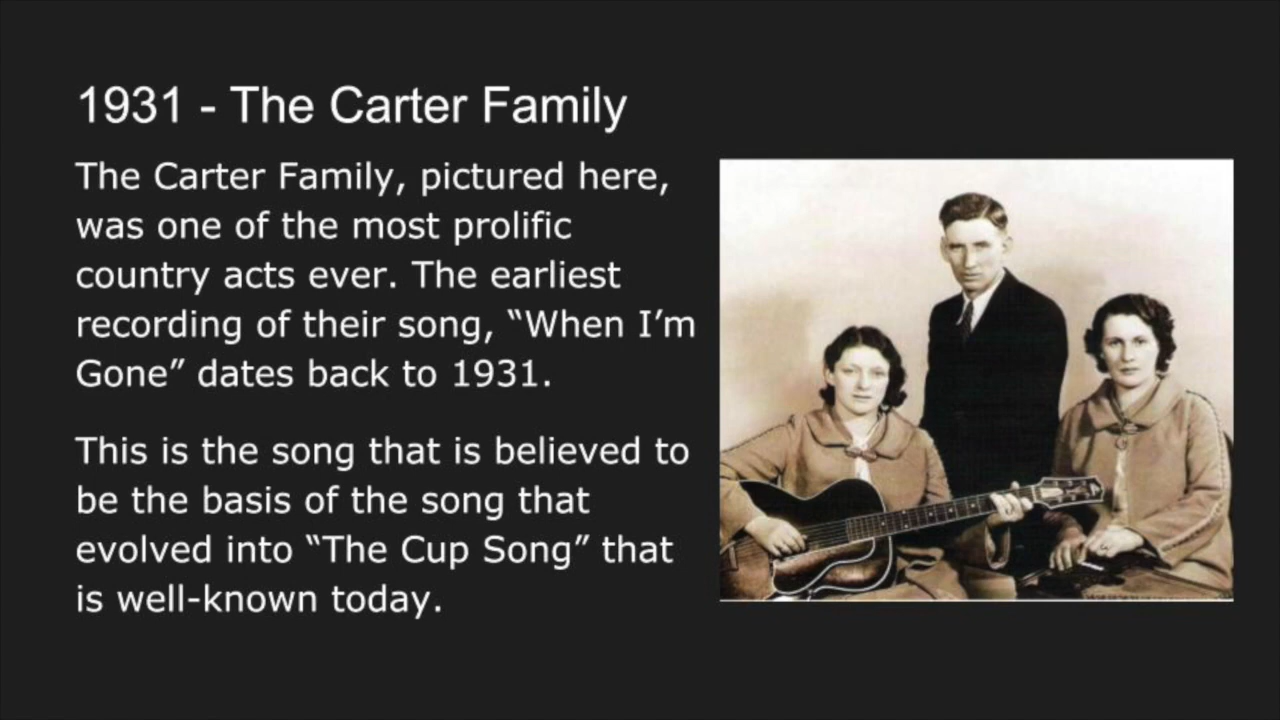 1931 - The Carter Family
The Carter Family, pictured here,
was one of the most prolific
country acts ever. The earliest
recording of their song, “When I’m
Gone” dates back to 1931.
This is the song that is believed to
be the basis of the song that
evolved into “The Cup Song” that
is well-known today.